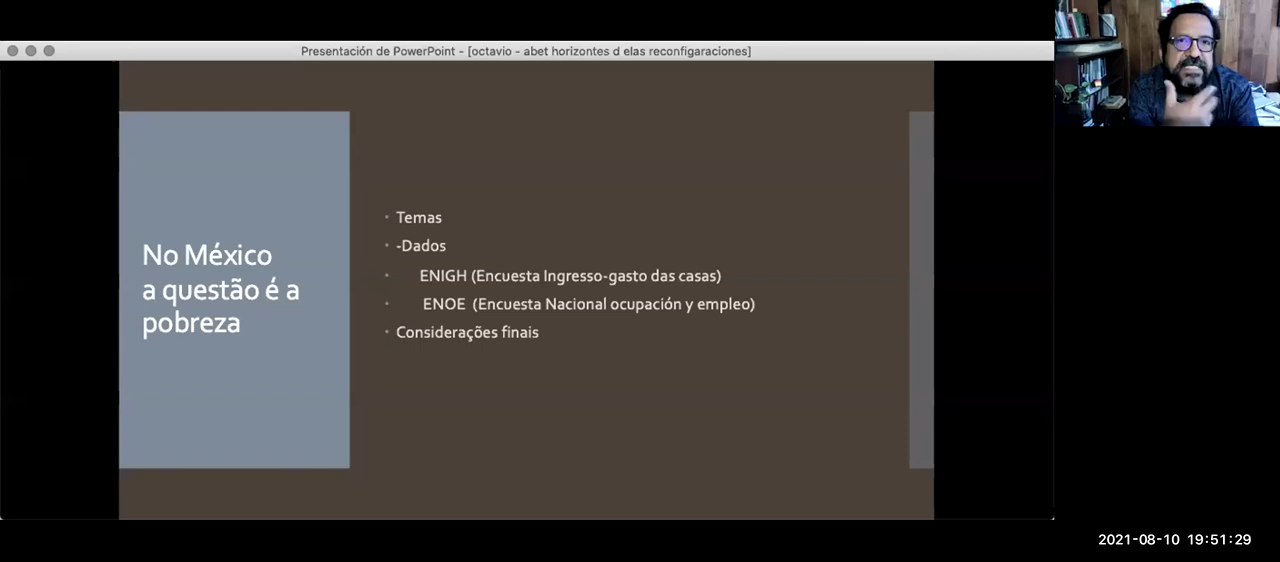 Presentación de PowerPoint - [octavio - abet horizontes d elas reconfigaraciones]
No México
a questão é a
pobreza
• Temas
• -Dados
• ENIGH (Encuesta Ingresso-gasto das casas)
• ENOE (Encuesta Nacional ocupación y empleo)
• Considerações finais
2021-08-10 19:51:29